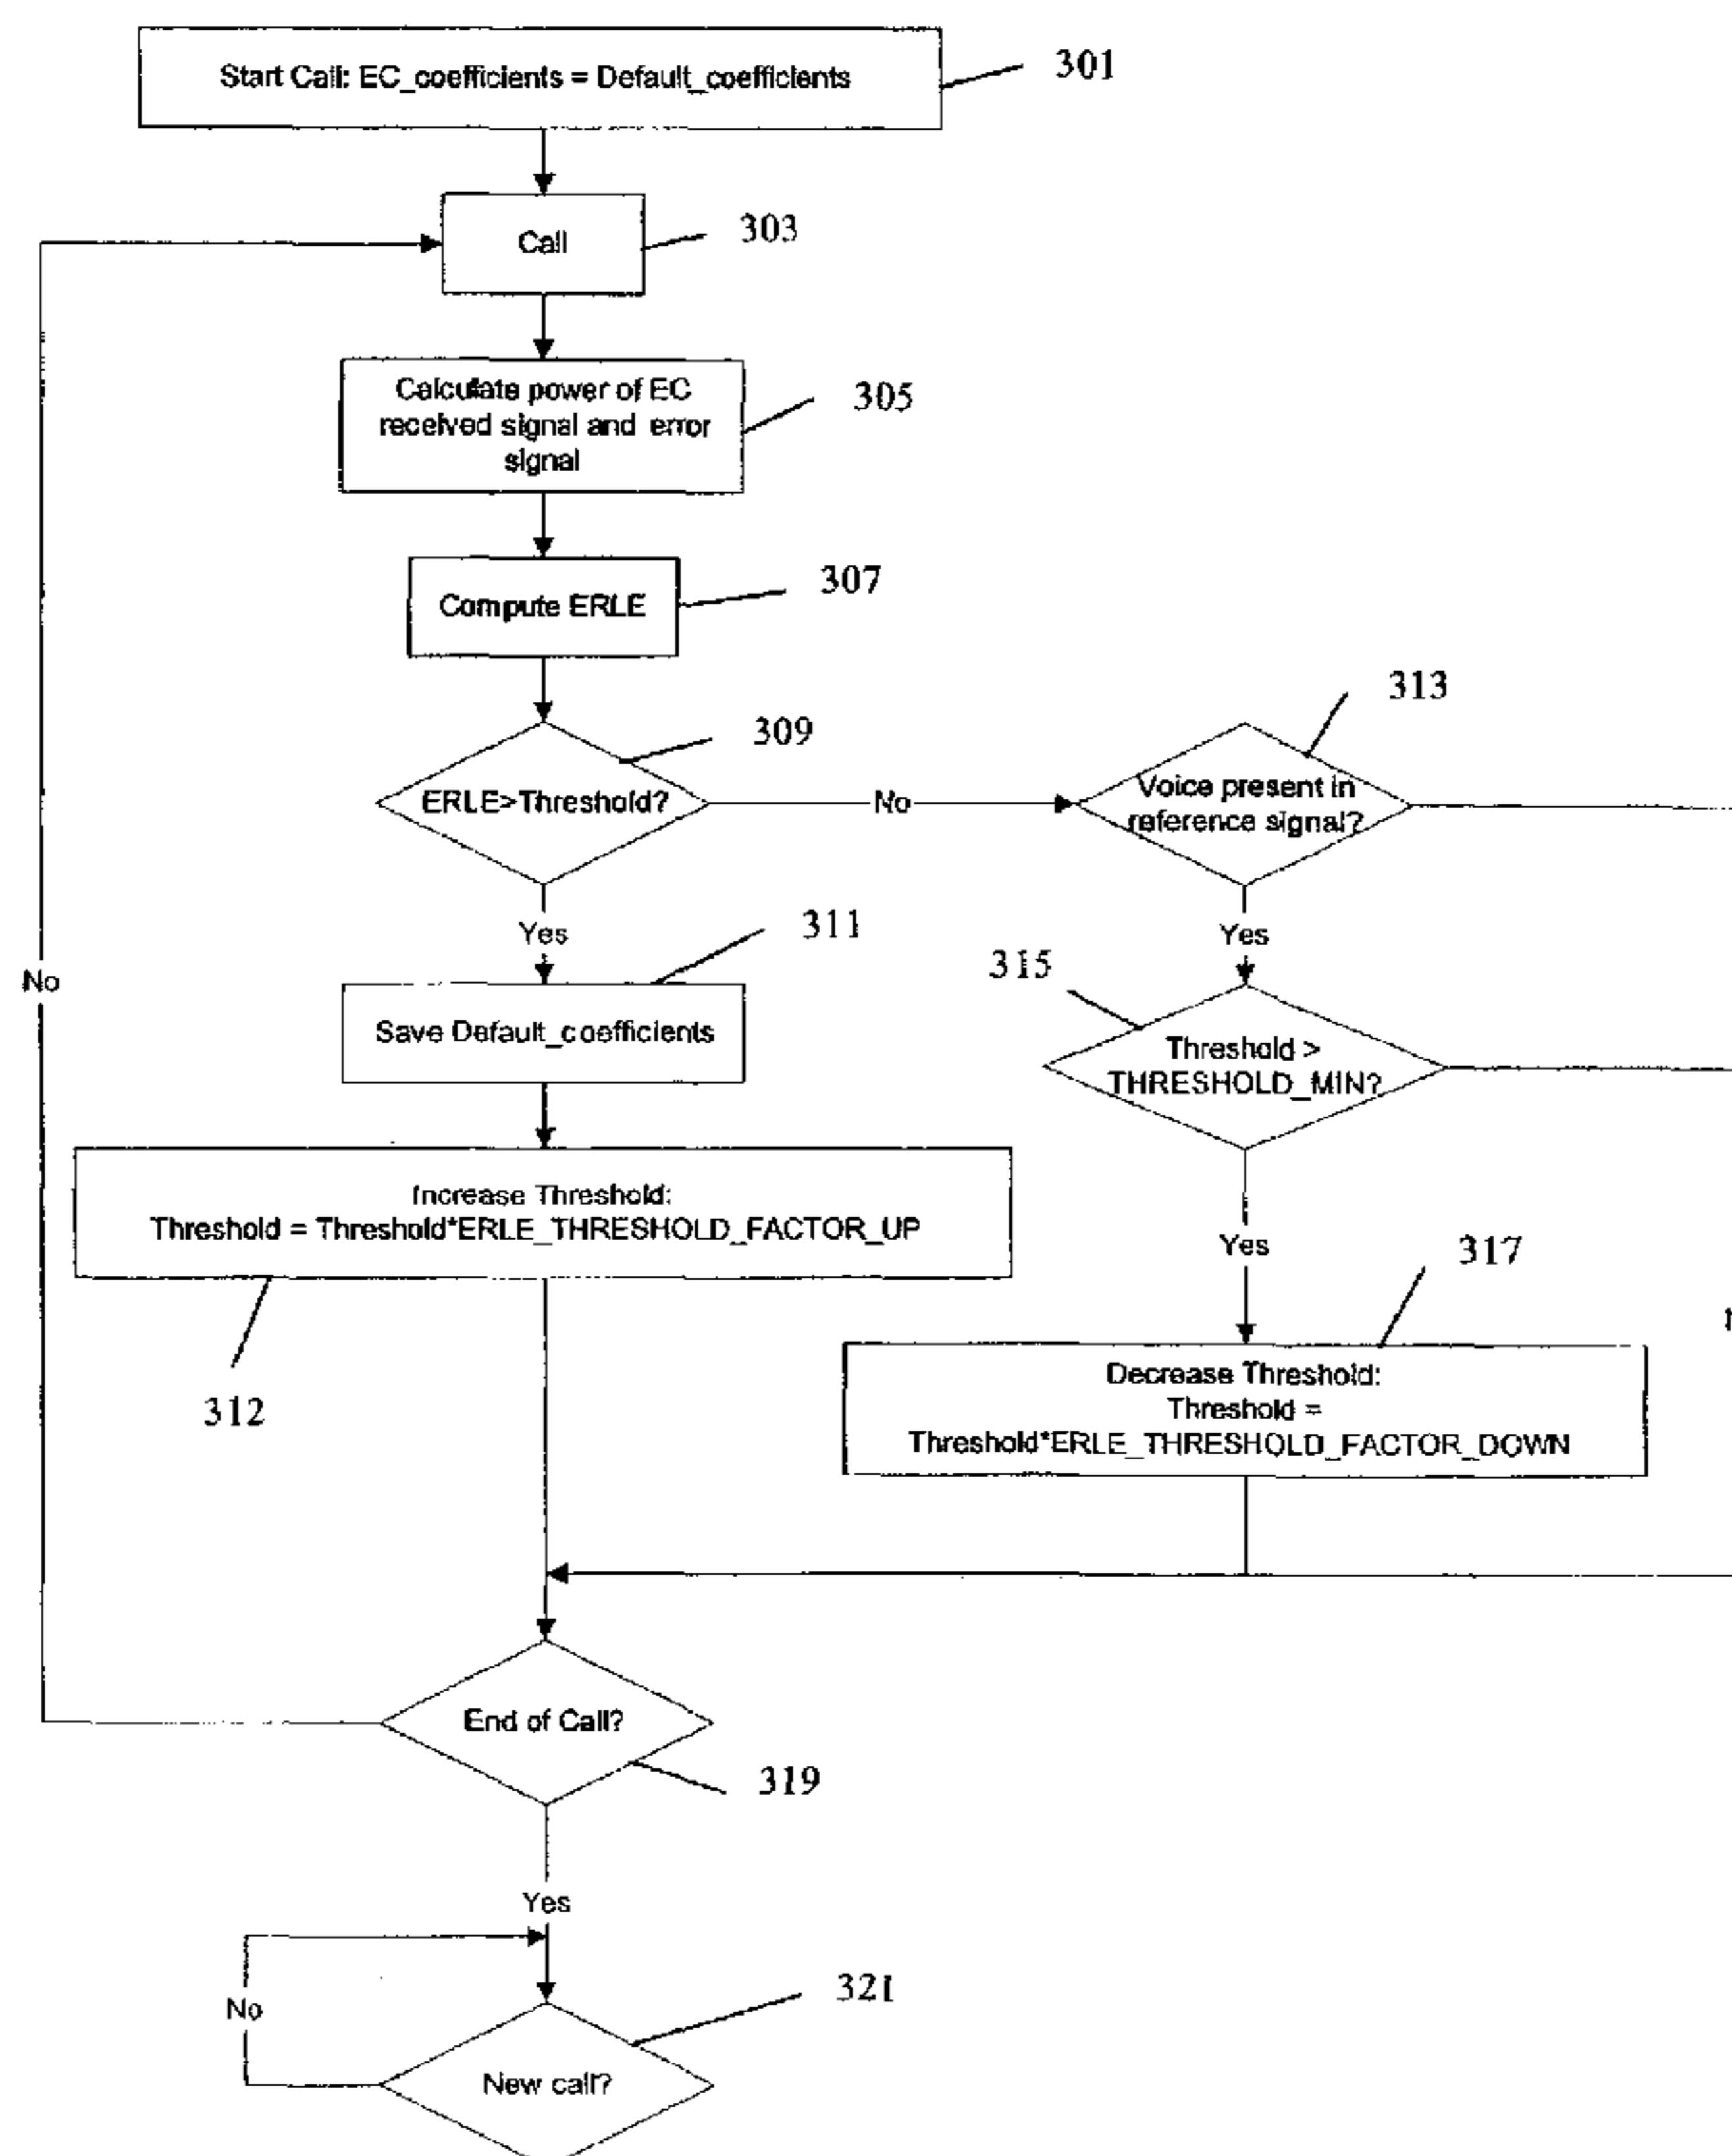 Start Call: EC_coefficients = Default_coefficients
301
Call
303
Calculate power of EC
received signal and error
signal
305
Compute ERLE
307
ERLE>Threshold?
309
No
Voice present in
reference signal?
313
Yes
311
Save Default_coefficients
Yes
315
Threshold >
THRESHOLD_MIN?
No
Increase Threshold:
Threshold = Threshold*ERLE_THRESHOLD_FACTOR_UP
312
Yes
317
Decrease Threshold:
Threshold =
Threshold*ERLE_THRESHOLD_FACTOR_DOWN
End of Call?
319
Yes
No
New call?
321